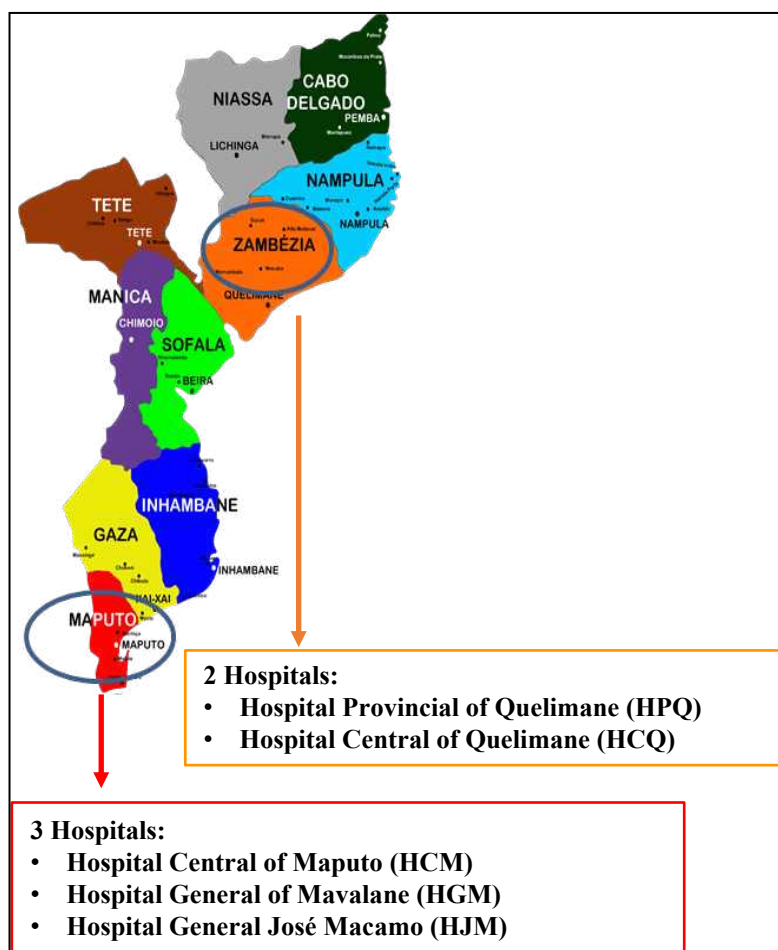 CABO
DELGADO
NIASSA
PEMBA
LICHINGA
NAMPULA
TETE
NAMPULA
TETE
ZAMBÉZIA
MANICA
QUELIMANE
CHIMOIO
SOFALA
BEIRA
INHAMBANE
GAZA
INHAMBANE
XAI-XAI
MAPUTO
MAPUTO
2 Hospitals:
• Hospital Provincial of Quelimane (HPQ)
• Hospital Central of Quelimane (HCQ)
3 Hospitals:
• Hospital Central of Maputo (HCM)
• Hospital General of Mavalane (HGM)
• Hospital General José Macamo (HJM)